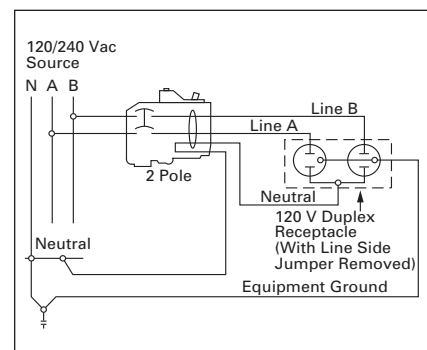 120/240 Vac
Source
N A B
Line B
Line A
2 Pole
Neutral
120 V Duplex
Receptacle
(With Line Side
Jumper Removed)
Neutral
Equipment Ground